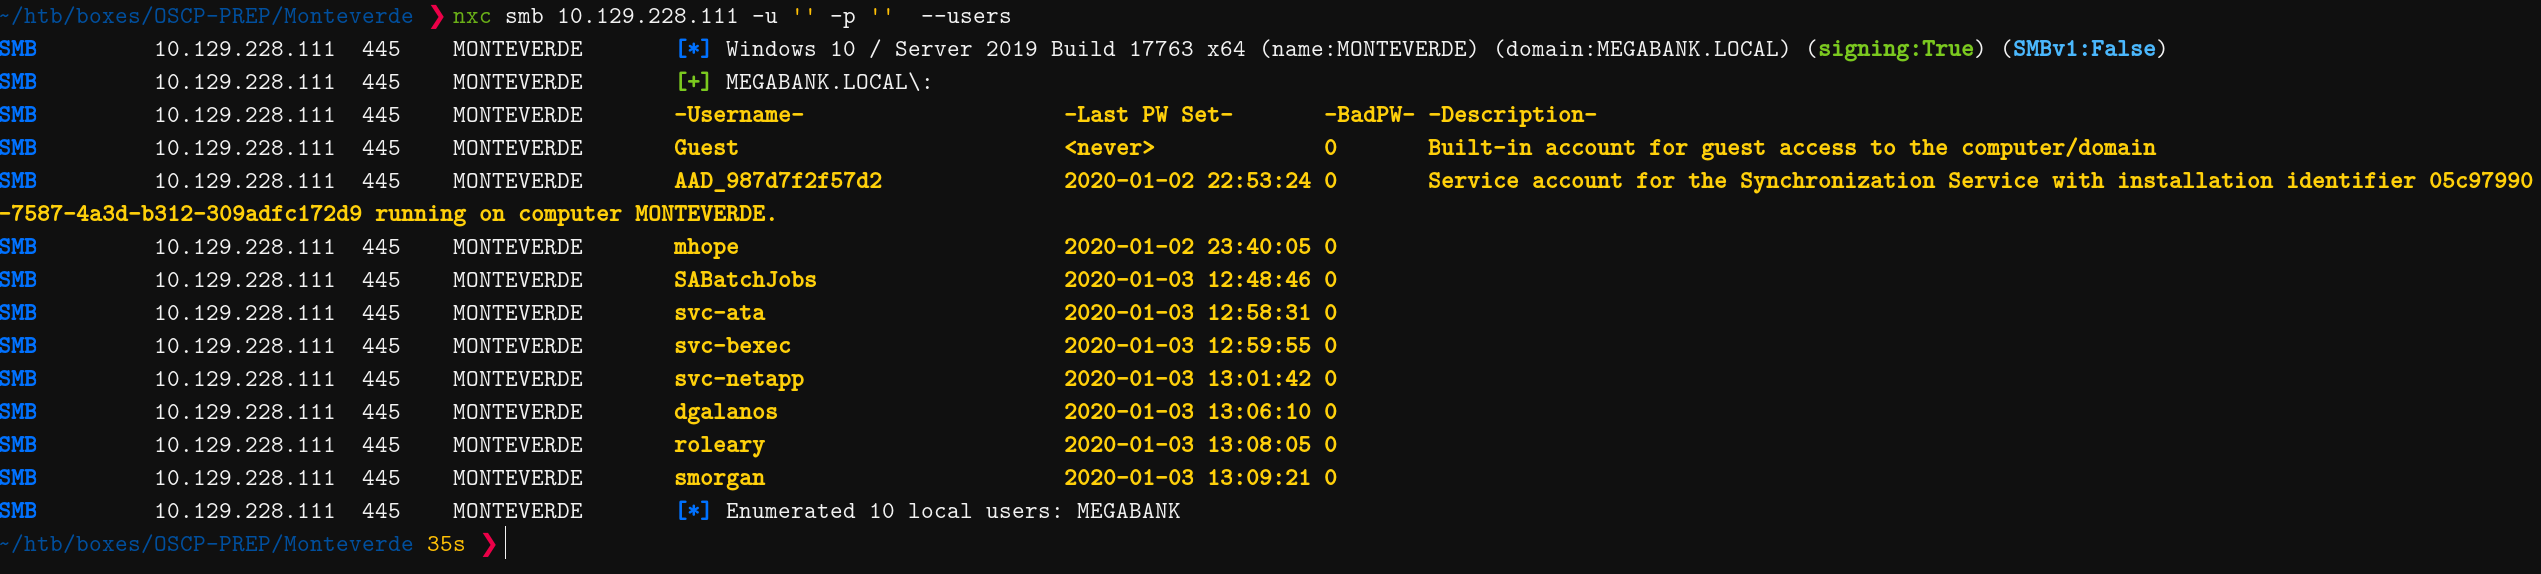 ~/htb/boxes/OSCP-PREP/Monteverde ❯ nxc smb 10.129.228.111 -u '' -p ''  --users
SMB         10.129.228.111  445    MONTEVERDE       [*] Windows 10 / Server 2019 Build 17763 x64 (name:MONTEVERDE) (domain:MEGABANK.LOCAL) (signing:True) (SMBv1:False)
SMB         10.129.228.111  445    MONTEVERDE       [+] MEGABANK.LOCAL\:
SMB         10.129.228.111  445    MONTEVERDE       -Username-                    -Last PW Set-       -BadPW- -Description-
SMB         10.129.228.111  445    MONTEVERDE       Guest                         <never>             0       Built-in account for guest access to the computer/domain
SMB         10.129.228.111  445    MONTEVERDE       AAD_987d7f2f57d2              2020-01-02 22:53:24 0       Service account for the Synchronization Service with installation identifier 05c97990
-7587-4a3d-b312-309adfc172d9 running on computer MONTEVERDE.
SMB         10.129.228.111  445    MONTEVERDE       mhope                         2020-01-02 23:40:05 0
SMB         10.129.228.111  445    MONTEVERDE       SABatchJobs                   2020-01-03 12:48:46 0
SMB         10.129.228.111  445    MONTEVERDE       svc-ata                       2020-01-03 12:58:31 0
SMB         10.129.228.111  445    MONTEVERDE       svc-bexec                     2020-01-03 12:59:55 0
SMB         10.129.228.111  445    MONTEVERDE       svc-netapp                    2020-01-03 13:01:42 0
SMB         10.129.228.111  445    MONTEVERDE       dgalanos                      2020-01-03 13:06:10 0
SMB         10.129.228.111  445    MONTEVERDE       roleary                       2020-01-03 13:08:05 0
SMB         10.129.228.111  445    MONTEVERDE       smorgan                       2020-01-03 13:09:21 0
SMB         10.129.228.111  445    MONTEVERDE       [*] Enumerated 10 local users: MEGABANK
~/htb/boxes/OSCP-PREP/Monteverde 35s ❯